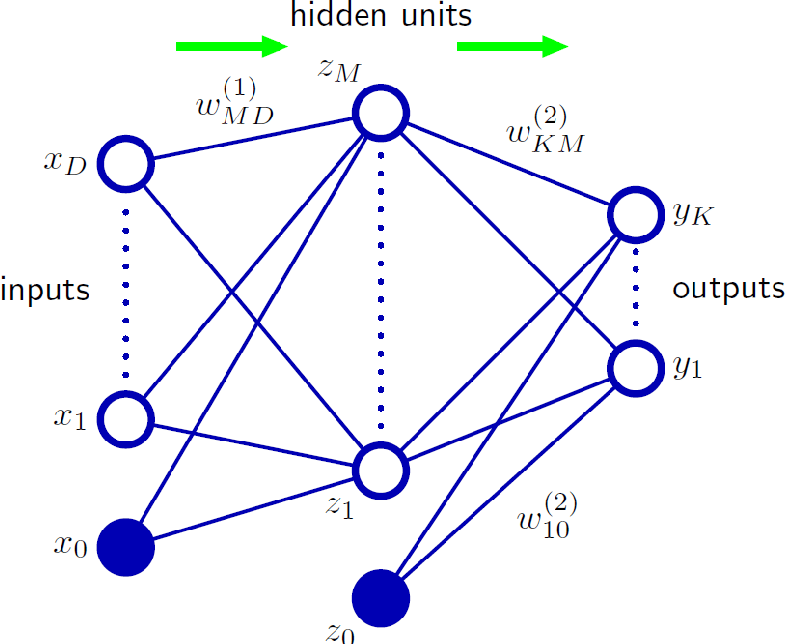 hidden units
z_M
w_{MD}^{(1)}
w_{KM}^{(2)}
x_D
y_K
inputs
outputs
y_1
x_1
z_1
w_{10}^{(2)}
x_0
z_0